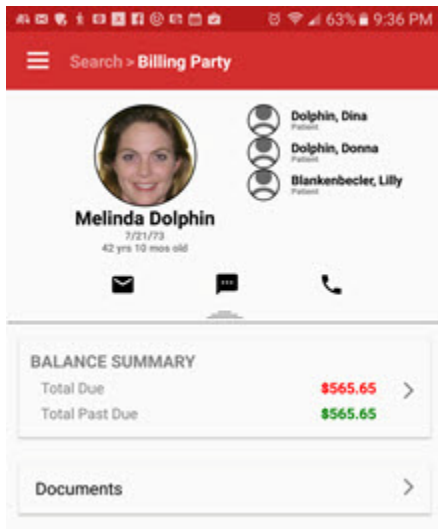 63% 9:36 PM
Search > Billing Party
Dolphin, Dina
Patient
Dolphin, Donna
Patient
Blankenbecler, Lilly
Patient
Melinda Dolphin
7/21/73
42 yrs 10 mos old
BALANCE SUMMARY
Total Due $565.65
Total Past Due $565.65
Documents